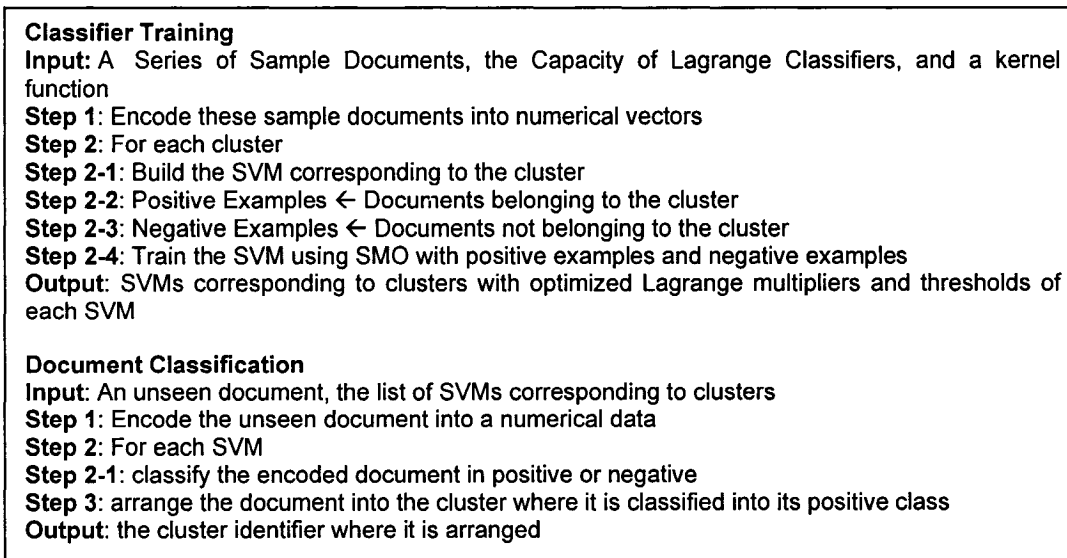 Classifier Training
Input: A Series of Sample Documents, the Capacity of Lagrange Classifiers, and a kernel
function
Step 1: Encode these sample documents into numerical vectors
Step 2: For each cluster
Step 2-1: Build the SVM corresponding to the cluster
Step 2-2: Positive Examples ← Documents belonging to the cluster
Step 2-3: Negative Examples ← Documents not belonging to the cluster
Step 2-4: Train the SVM using SMO with positive examples and negative examples
Output: SVMs corresponding to clusters with optimized Lagrange multipliers and thresholds of
each SVM
Document Classification
Input: An unseen document, the list of SVMs corresponding to clusters
Step 1: Encode the unseen document into a numerical data
Step 2: For each SVM
Step 2-1: classify the encoded document in positive or negative
Step 3: arrange the document into the cluster where it is classified into its positive class
Output: the cluster identifier where it is arranged